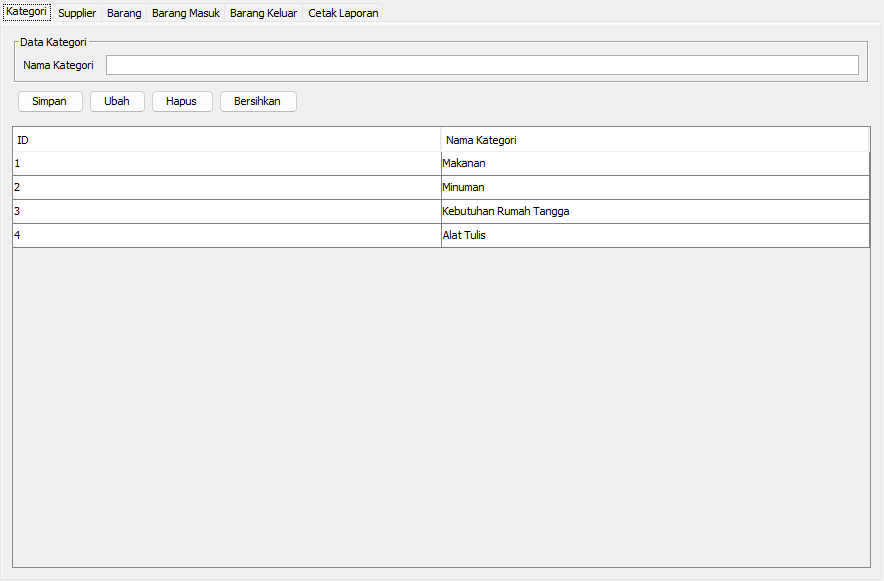 Kategori Supplier Barang Barang Masuk Barang Keluar Cetak Laporan
Data Kategori
Nama Kategori
Simpan Ubah Hapus Bersihkan
ID Nama Kategori
1 Makanan
2 Minuman
3 Kebutuhan Rumah Tangga
4 Alat Tulis